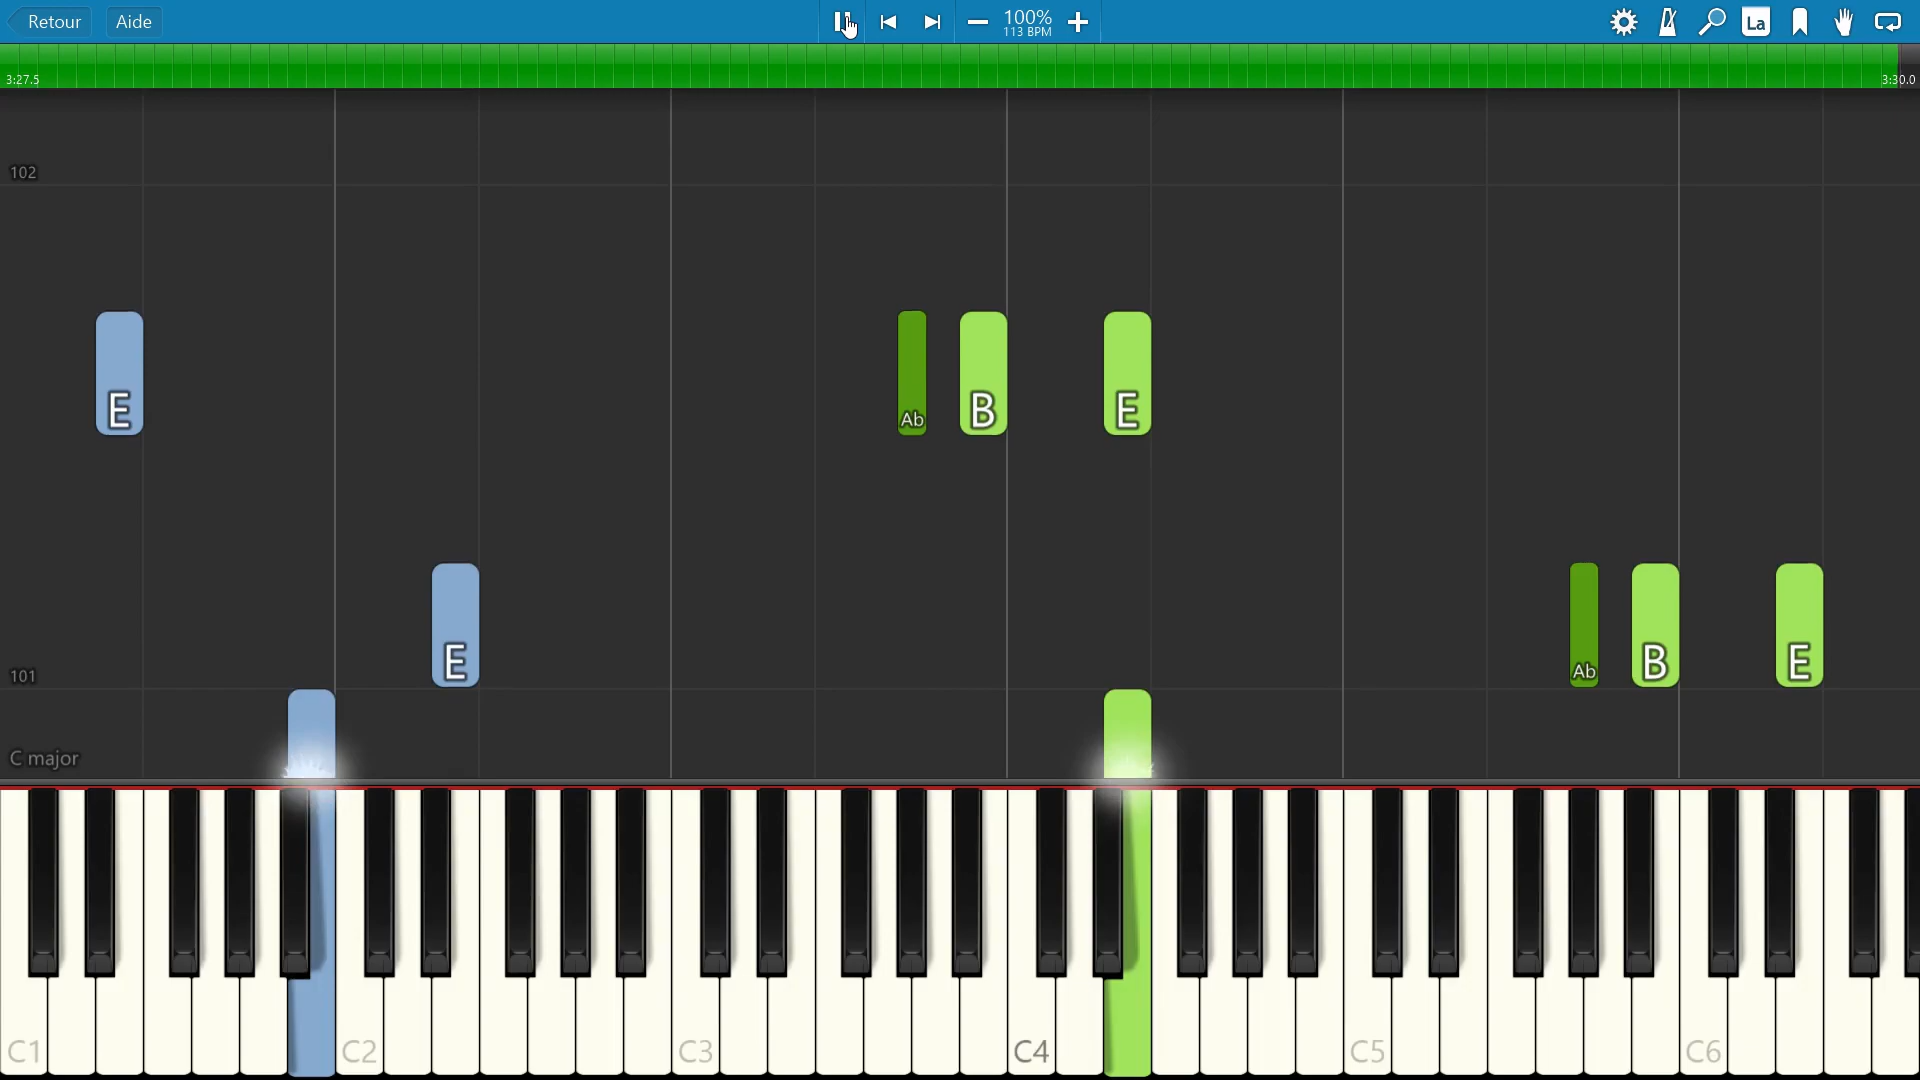 Retour Aide 100% La
113 BPM
3:27.5 3:30.0
102
E Ab B E
E Ab B E
101
C major
C1 C2 C3 C4 C5 C6